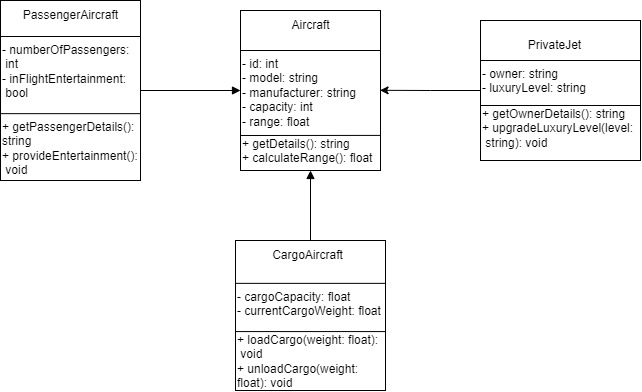 PassengerAircraft
- numberOfPassengers:
int
- inFlightEntertainment:
bool
+ getPassengerDetails():
string
+ provideEntertainment():
void
Aircraft
- id: int
- model: string
- manufacturer: string
- capacity: int
- range: float
+ getDetails(): string
+ calculateRange(): float
PrivateJet
- owner: string
- luxuryLevel: string
+ getOwnerDetails(): string
+ upgradeLuxuryLevel(level:
string): void
CargoAircraft
- cargoCapacity: float
- currentCargoWeight: float
+ loadCargo(weight: float):
void
+ unloadCargo(weight:
float): void